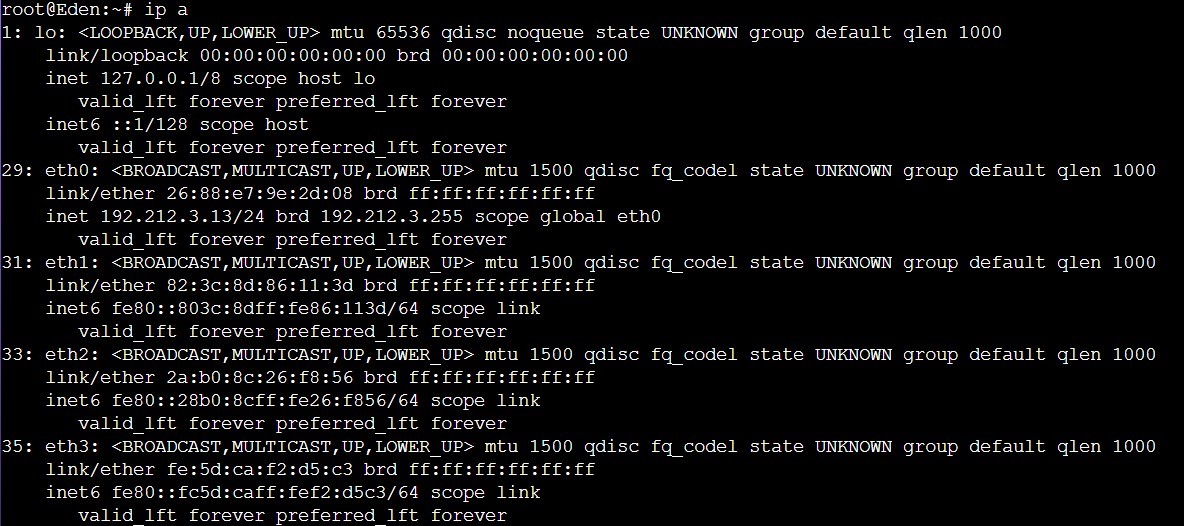 root@Eden:~# ip a
1: lo: <LOOPBACK,UP,LOWER_UP> mtu 65536 qdisc noqueue state UNKNOWN group default qlen 1000
    link/loopback 00:00:00:00:00:00 brd 00:00:00:00:00:00
    inet 127.0.0.1/8 scope host lo
       valid_lft forever preferred_lft forever
    inet6 ::1/128 scope host
       valid_lft forever preferred_lft forever
29: eth0: <BROADCAST,MULTICAST,UP,LOWER_UP> mtu 1500 qdisc fq_codel state UNKNOWN group default qlen 1000
    link/ether 26:88:e7:9e:2d:08 brd ff:ff:ff:ff:ff:ff
    inet 192.212.3.13/24 brd 192.212.3.255 scope global eth0
       valid_lft forever preferred_lft forever
31: eth1: <BROADCAST,MULTICAST,UP,LOWER_UP> mtu 1500 qdisc fq_codel state UNKNOWN group default qlen 1000
    link/ether 82:3c:8d:86:11:3d brd ff:ff:ff:ff:ff:ff
    inet6 fe80::803c:8dff:fe86:113d/64 scope link
       valid_lft forever preferred_lft forever
33: eth2: <BROADCAST,MULTICAST,UP,LOWER_UP> mtu 1500 qdisc fq_codel state UNKNOWN group default qlen 1000
    link/ether 2a:b0:8c:26:f8:56 brd ff:ff:ff:ff:ff:ff
    inet6 fe80::28b0:8cff:fe26:f856/64 scope link
       valid_lft forever preferred_lft forever
35: eth3: <BROADCAST,MULTICAST,UP,LOWER_UP> mtu 1500 qdisc fq_codel state UNKNOWN group default qlen 1000
    link/ether fe:5d:ca:f2:d5:c3 brd ff:ff:ff:ff:ff:ff
    inet6 fe80::fc5d:caff:fef2:d5c3/64 scope link
       valid_lft forever preferred_lft forever